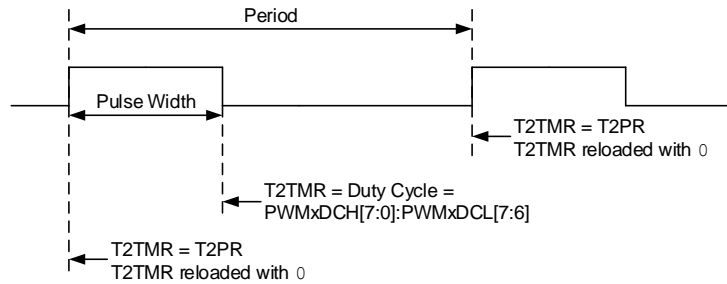 Period
Pulse Width
T2TMR = T2PR
T2TMR reloaded with 0
T2TMR = Duty Cycle =
PWMxDCH[7:0]:PWMxDCL[7:6]
T2TMR = T2PR
T2TMR reloaded with 0